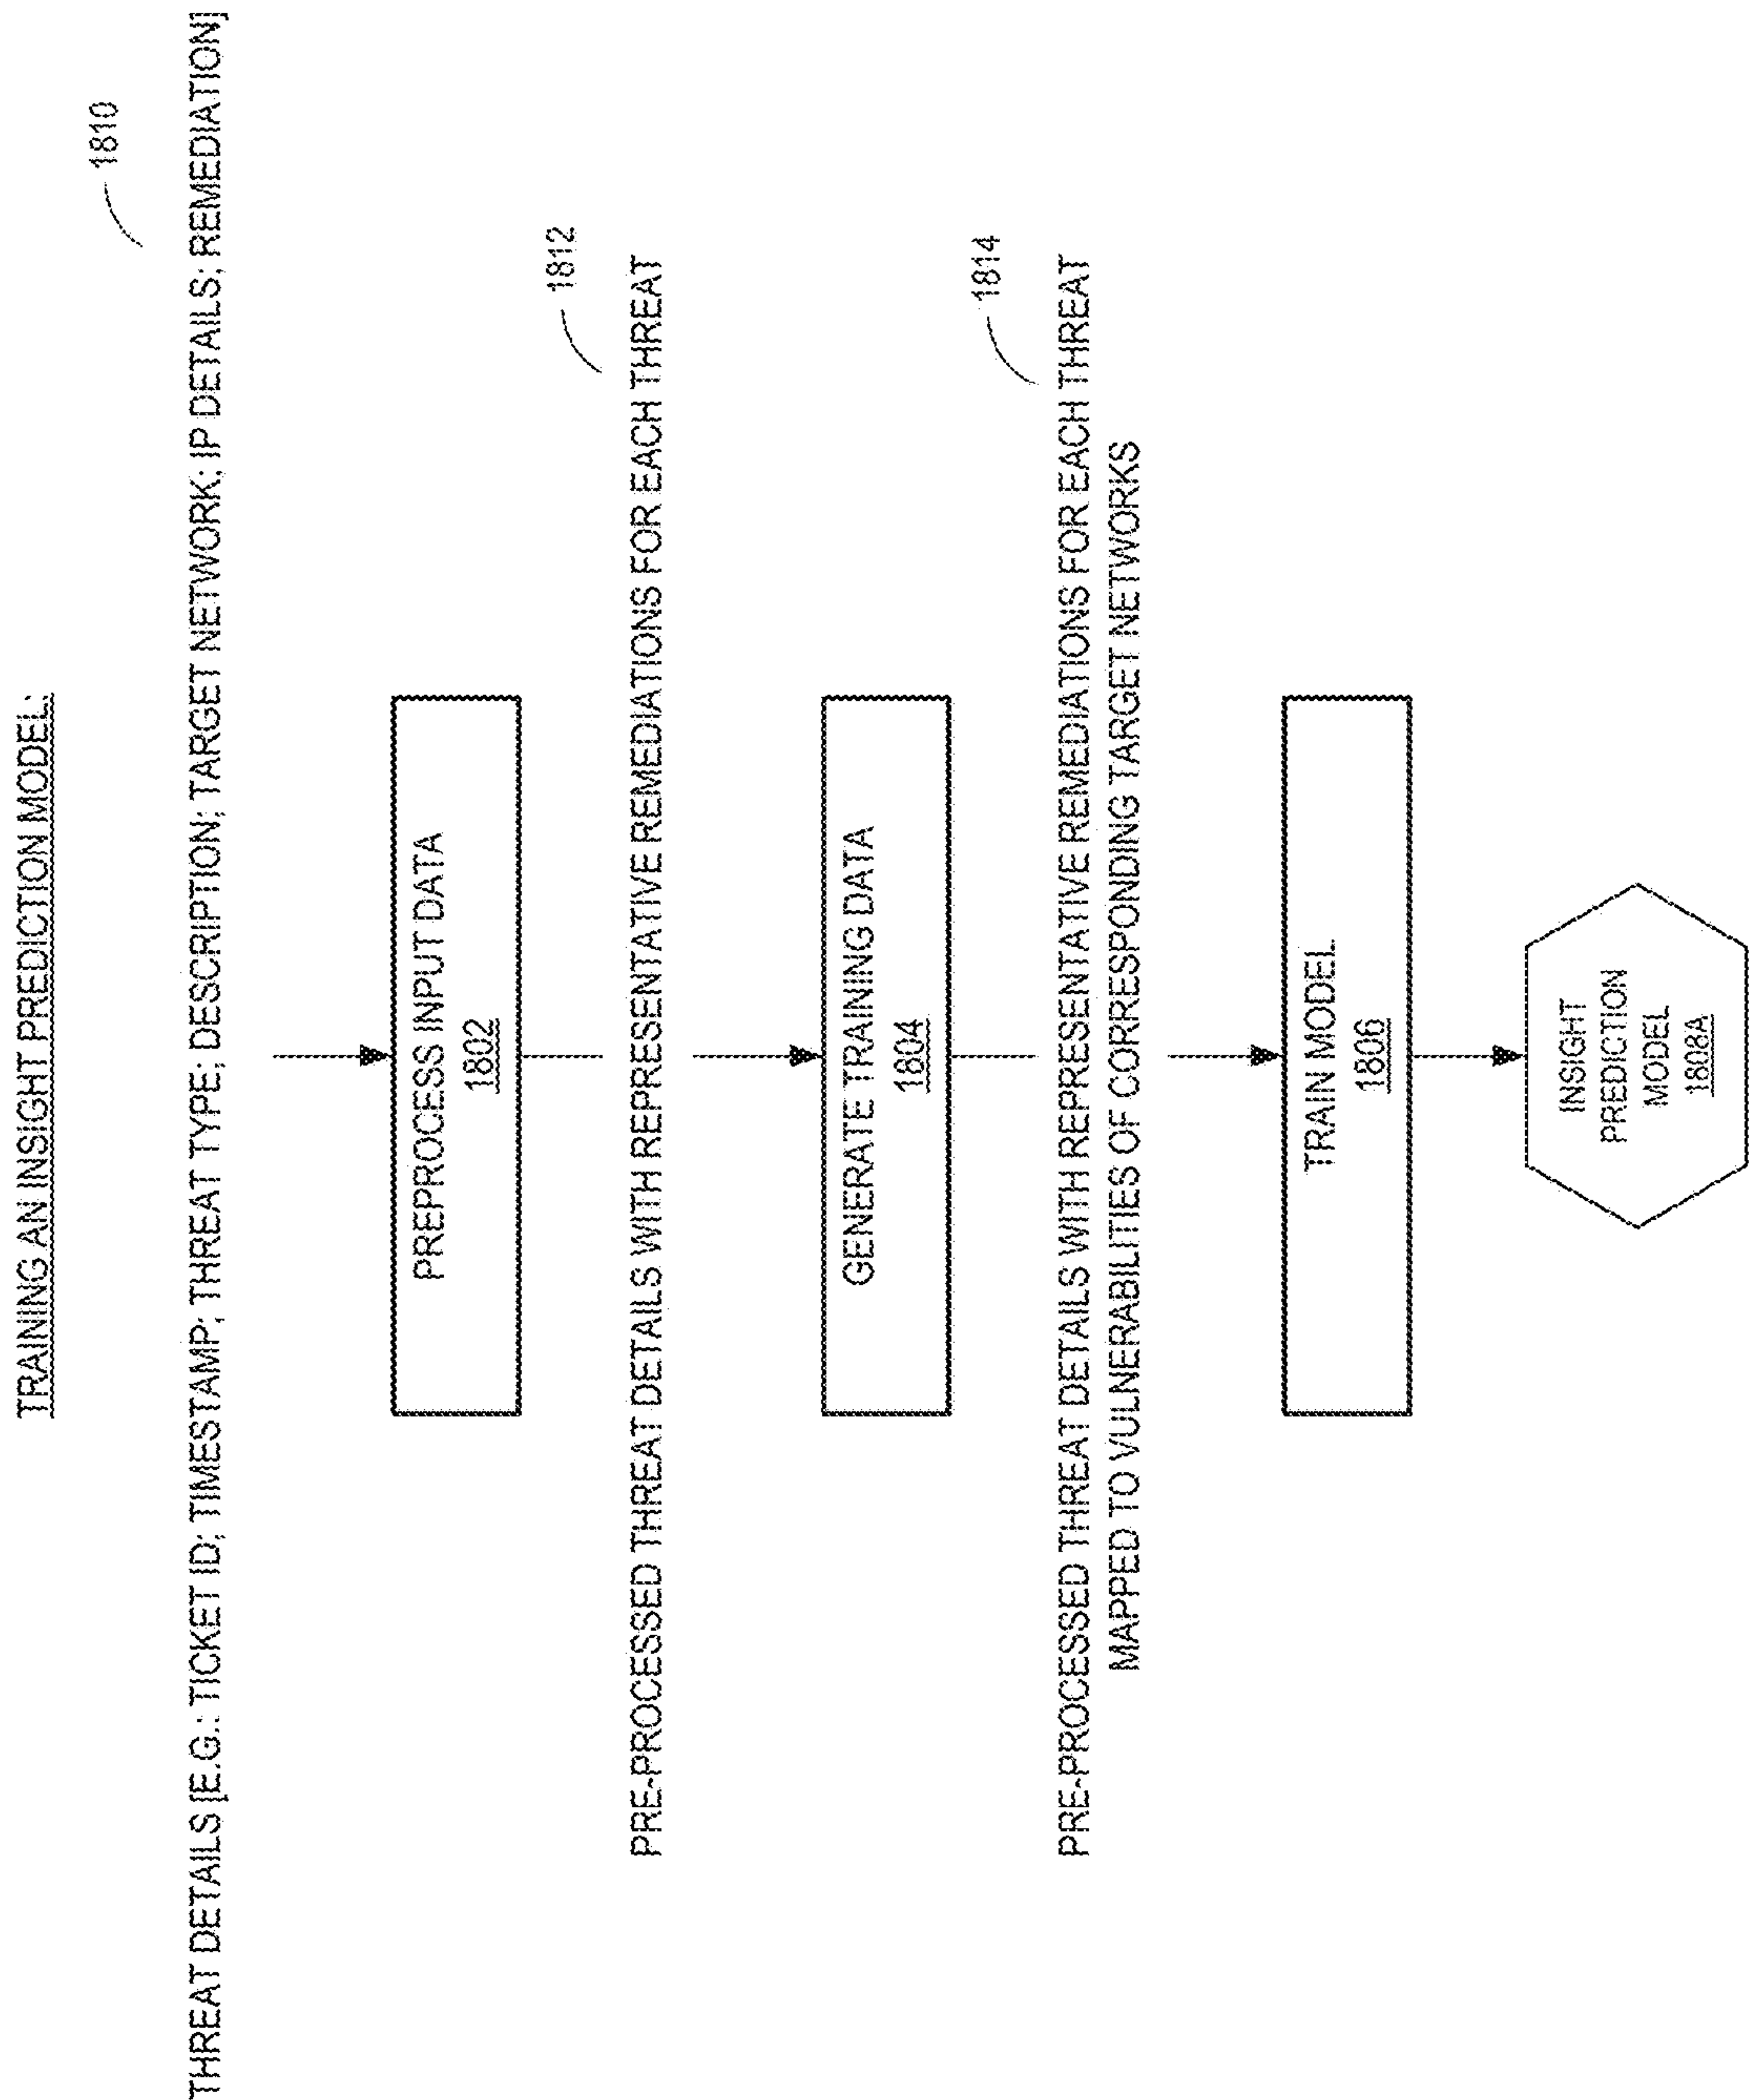 TRAINING AN INSIGHT PREDICTION MODEL:
1810
THREAT DETAILS [E.G.: TICKET ID; TIMESTAMP; THREAT TYPE; DESCRIPTION; TARGET NETWORK; IP DETAILS; REMEDIATION]
PREPROCESS INPUT DATA
1802
1812
PRE-PROCESSED THREAT DETAILS WITH REPRESENTATIVE REMEDIATIONS FOR EACH THREAT
GENERATE TRAINING DATA
1804
1814
PRE-PROCESSED THREAT DETAILS WITH REPRESENTATIVE REMEDIATIONS FOR EACH THREAT
MAPPED TO VULNERABILITIES OF CORRESPONDING TARGET NETWORKS
TRAIN MODEL
1806
INSIGHT
PREDICTION
MODEL
1808A